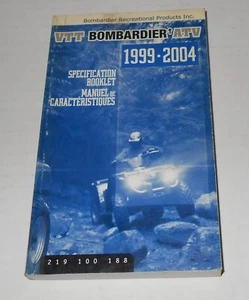 Bombardier Recreational Products Inc.
VTT BOMBARDIER* ATV
1999-2004
SPECIFICATION
BOOKLET
MANUEL DE
CARACTÉRISTIQUES
219 100 188